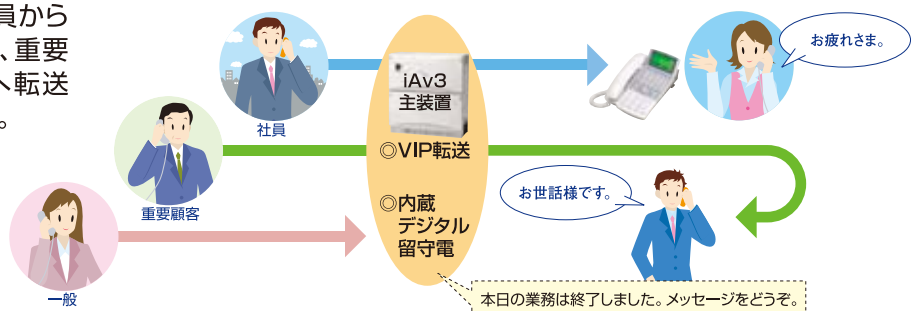 員から
、重要
へ転送
。
お疲れさま。
iAv3
主装置
社員
◎VIP転送
重要顧客
お世話様です。
◎内蔵
デジタル
留守電
一般
本日の業務は終了しました。メッセージをどうぞ。